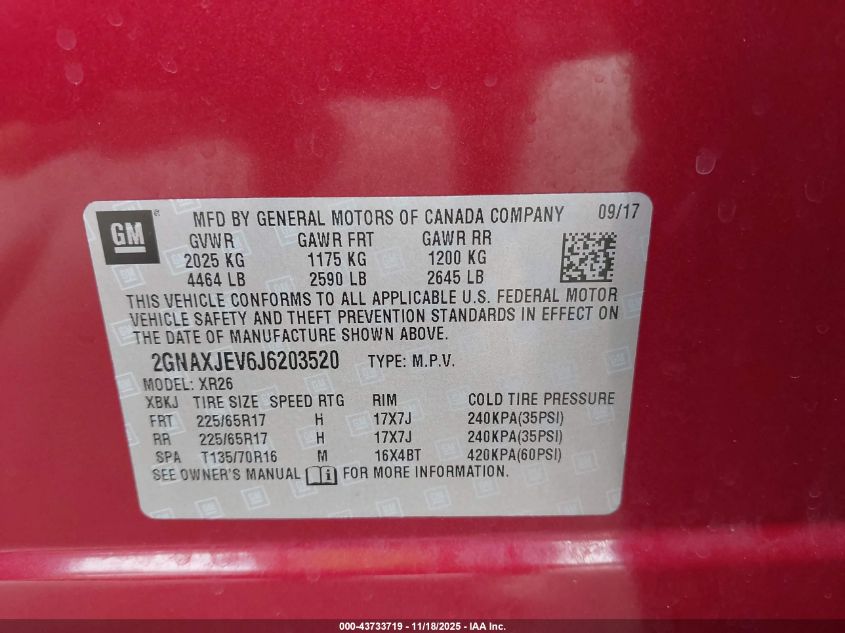 GM ® MFD BY GENERAL MOTORS OF CANADA COMPANY 09/17
GVWR GAWR FRT GAWR RR
2025 KG 1175 KG 1200 KG
4464 LB 2590 LB 2645 LB
THIS VEHICLE CONFORMS TO ALL APPLICABLE U.S. FEDERAL MOTOR
VEHICLE SAFETY AND THEFT PREVENTION STANDARDS IN EFFECT ON
THE DATE OF MANUFACTURE SHOWN ABOVE.
2GNAXJEV6J6203520 TYPE: M.P.V.
MODEL: XR26
XBKJ TIRE SIZE SPEED RTG RIM COLD TIRE PRESSURE
FRT 225/65R17 H 17X7J 240KPA(35PSI)
RR 225/65R17 H 17X7J 240KPA(35PSI)
SPA T135/70R16 M 16X4BT 420KPA(60PSI)
SEE OWNER'S MANUAL i FOR MORE INFORMATION.
000-43733719 - 11/18/2025 - IAA Inc.